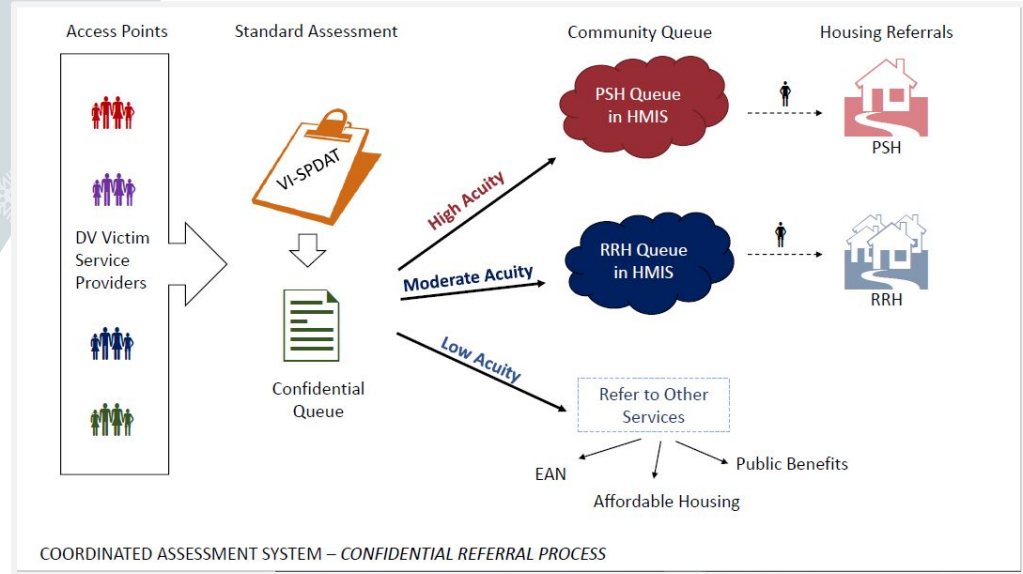 Access Points
Standard Assessment
Community Queue
Housing Referrals
DV Victim
Service
Providers
VI-SPDAT
Confidential
Queue
High Acuity
Moderate Acuity
Low Acuity
PSH Queue
in HMIS
PSH
RRH Queue
in HMIS
RRH
Refer to Other
Services
EAN
Affordable Housing
Public Benefits
COORDINATED ASSESSMENT SYSTEM – CONFIDENTIAL REFERRAL PROCESS